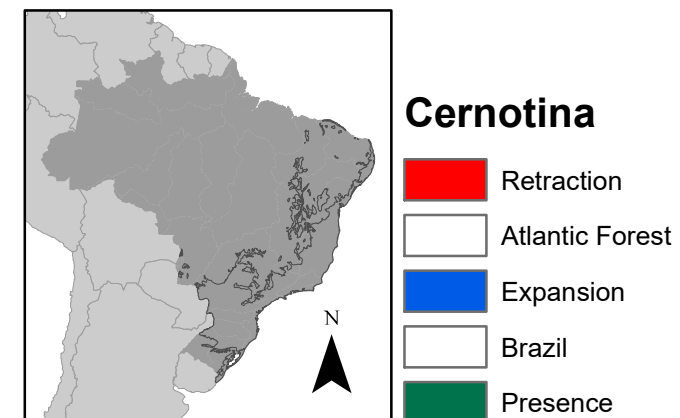 Cernotina
Retraction
Atlantic Forest
Expansion
Brazil
N
Presence